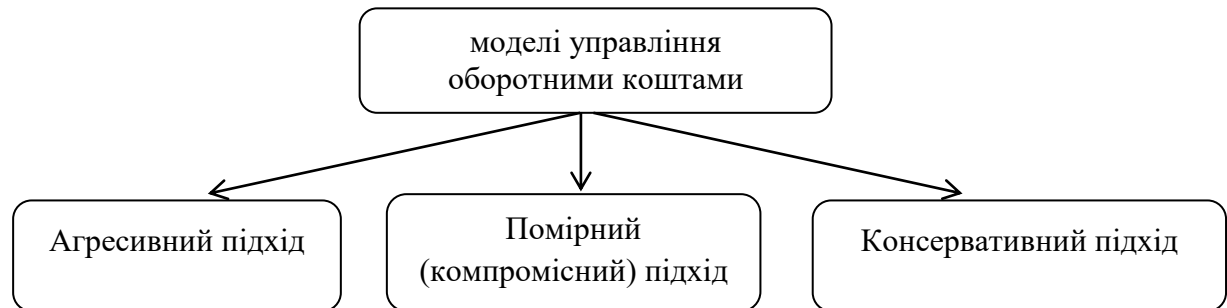 моделі управління
оборотними коштами
Агресивний підхід
Помірний
(компромісний) підхід
Консервативний підхід